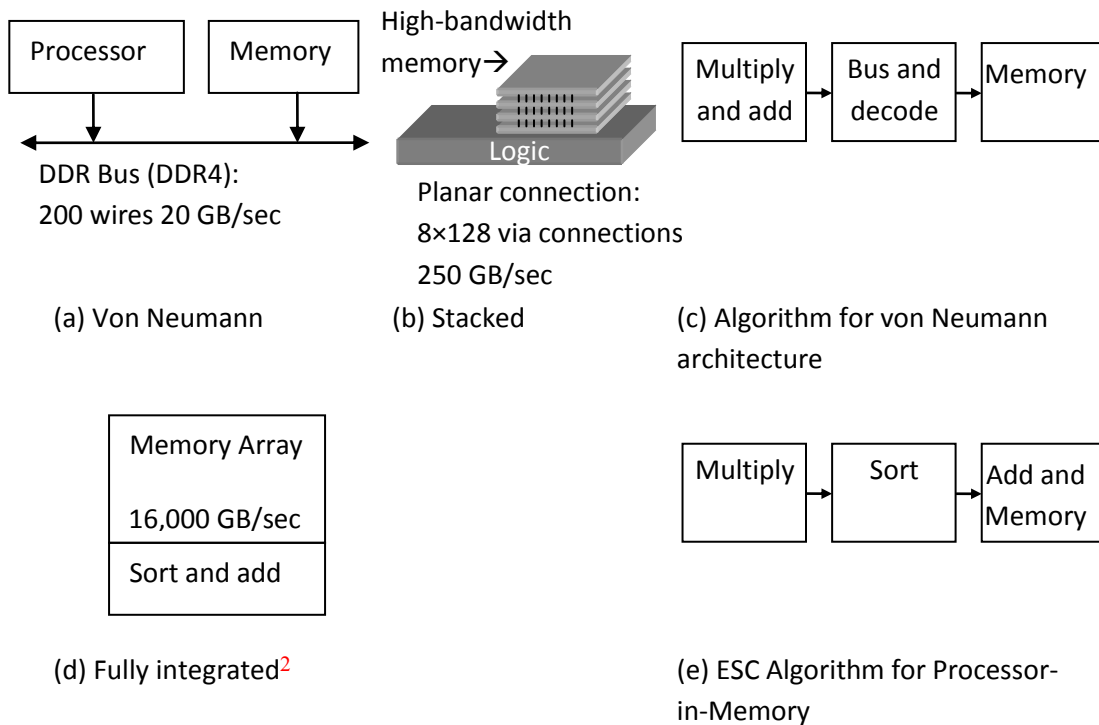 Processor
Memory
DDR Bus (DDR4):
200 wires 20 GB/sec
(a) Von Neumann
High-bandwidth
memory→
Logic
Planar connection:
8×128 via connections
250 GB/sec
(b) Stacked
Multiply
and add
Bus and
decode
Memory
(c) Algorithm for von Neumann
architecture
Memory Array
16,000 GB/sec
Sort and add
(d) Fully integrated2
Multiply
Sort
Add and
Memory
(e) ESC Algorithm for Processor-
in-Memory